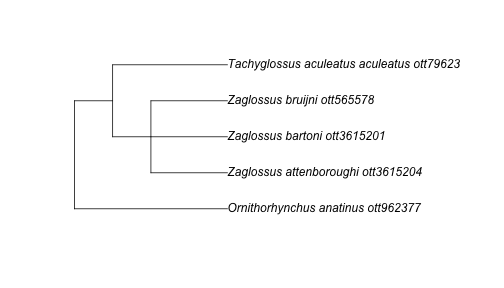 Tachyglossus aculeatus aculeatus ott79623
Zaglossus bruijni ott565578
Zaglossus bartoni ott3615201
Zaglossus attenboroughi ott3615204
Ornithorhynchus anatinus ott962377